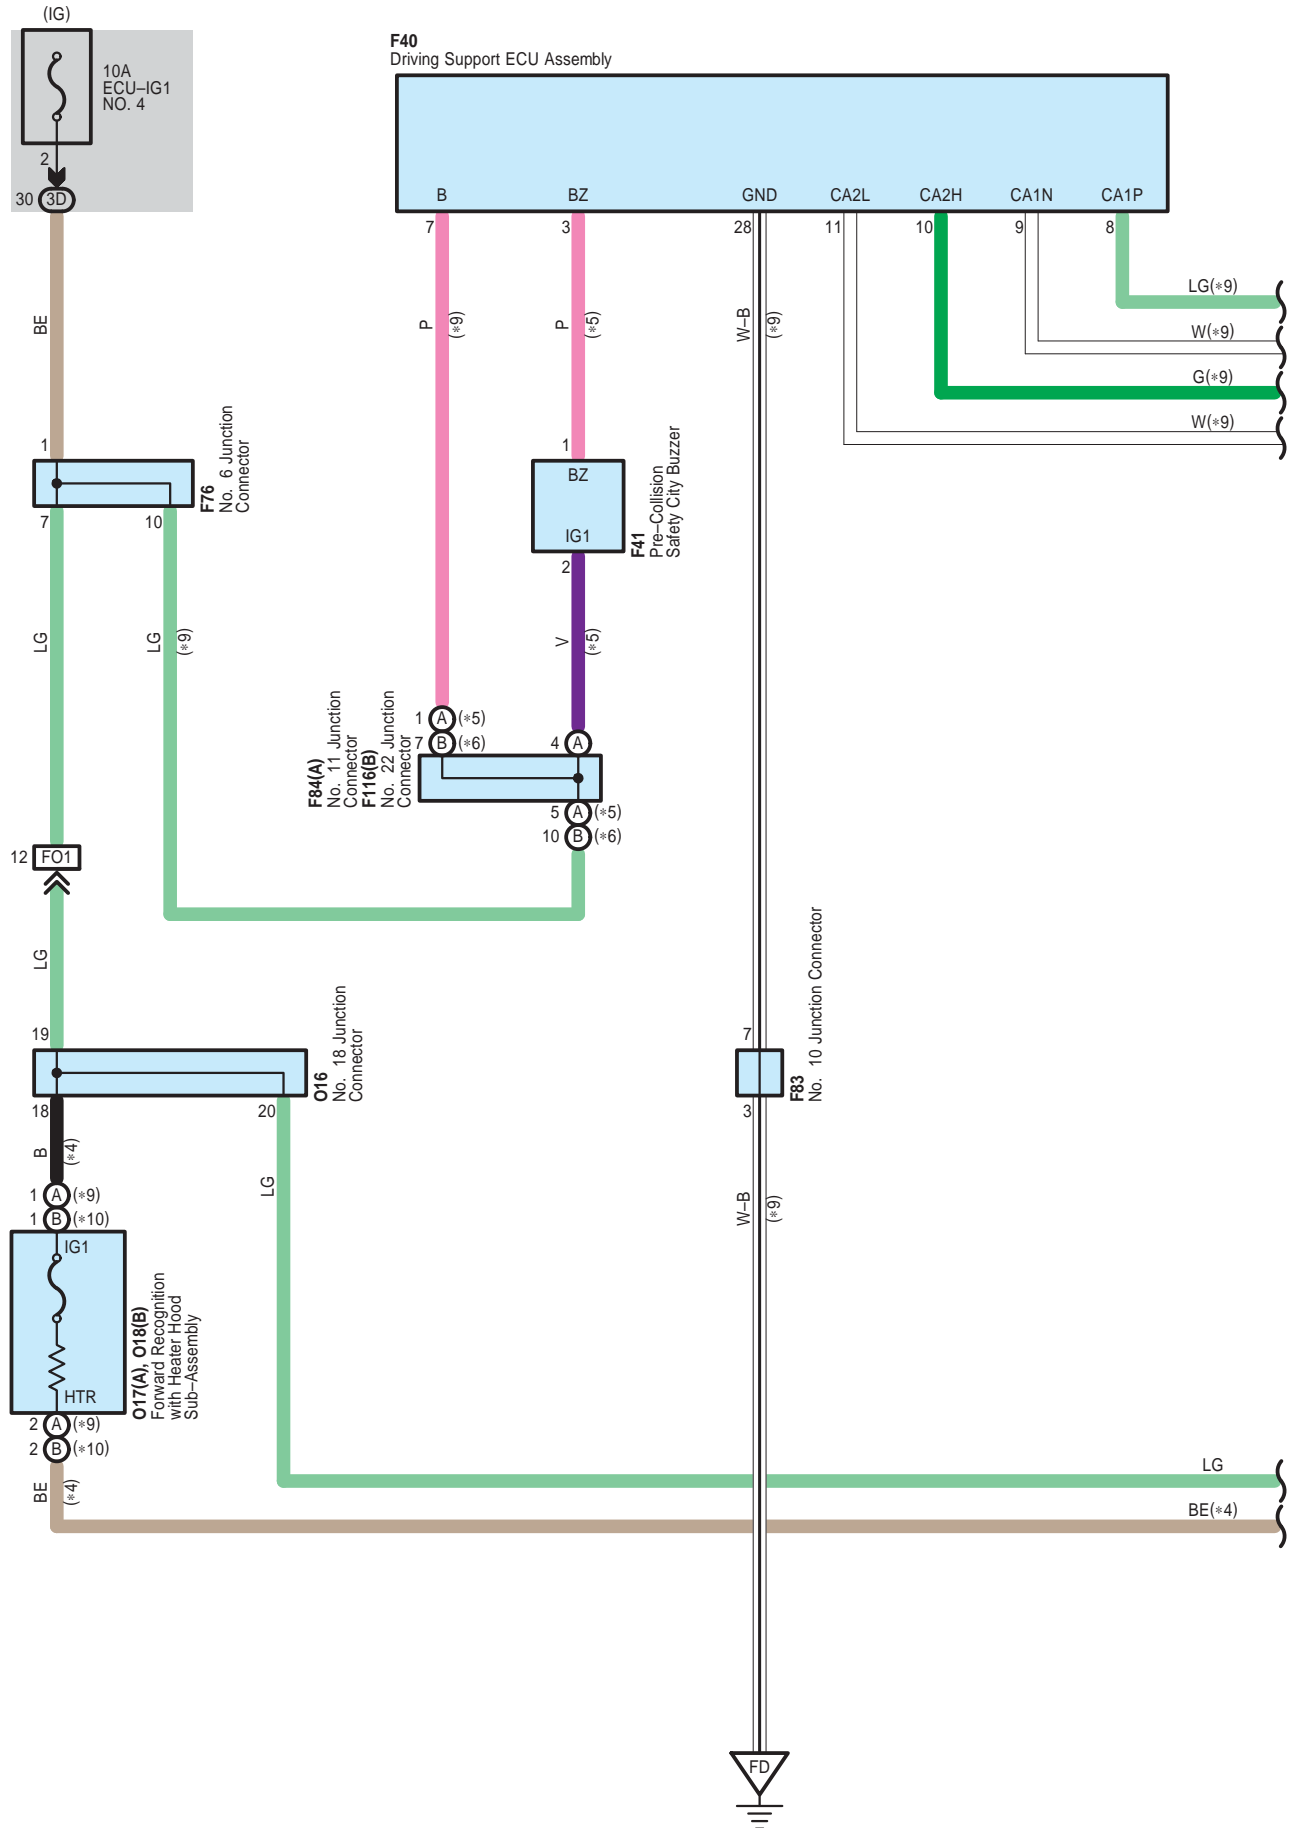 (IG)
10A
ECU–IG1
NO. 4
2
30 3D
F40
Driving Support ECU Assembly
B BZ GND CA2L CA2H CA1N CA1P
7 3 28 11 10 9 8
LG(*9)
W(*9)
G(*9)
W(*9)
BE
P
(*9)
P
(*5)
W–B
(*9)
1
F76
No. 6 Junction
Connector
7 10
1
BZ
IG1
2
F41
Pre–Collision
Safety City Buzzer
LG
LG
(*9)
V
(*5)
1 A (*5)
7 B (*6)
4 A
F84(A)
No. 11 Junction
Connector
F116(B)
No. 22 Junction
Connector
5 A (*5)
10 B (*6)
12 FO1
LG
19
O16
No. 18 Junction
Connector
18 20
7
F83
No. 10 Junction Connector
3
B
(*4)
LG
W–B
(*9)
1 A (*9)
1 B (*10)
IG1
HTR
O17(A), O18(B)
Forward Recognition
with Heater Hood
Sub–Assembly
2 A (*9)
2 B (*10)
BE
(*4)
LG
BE(*4)
FD